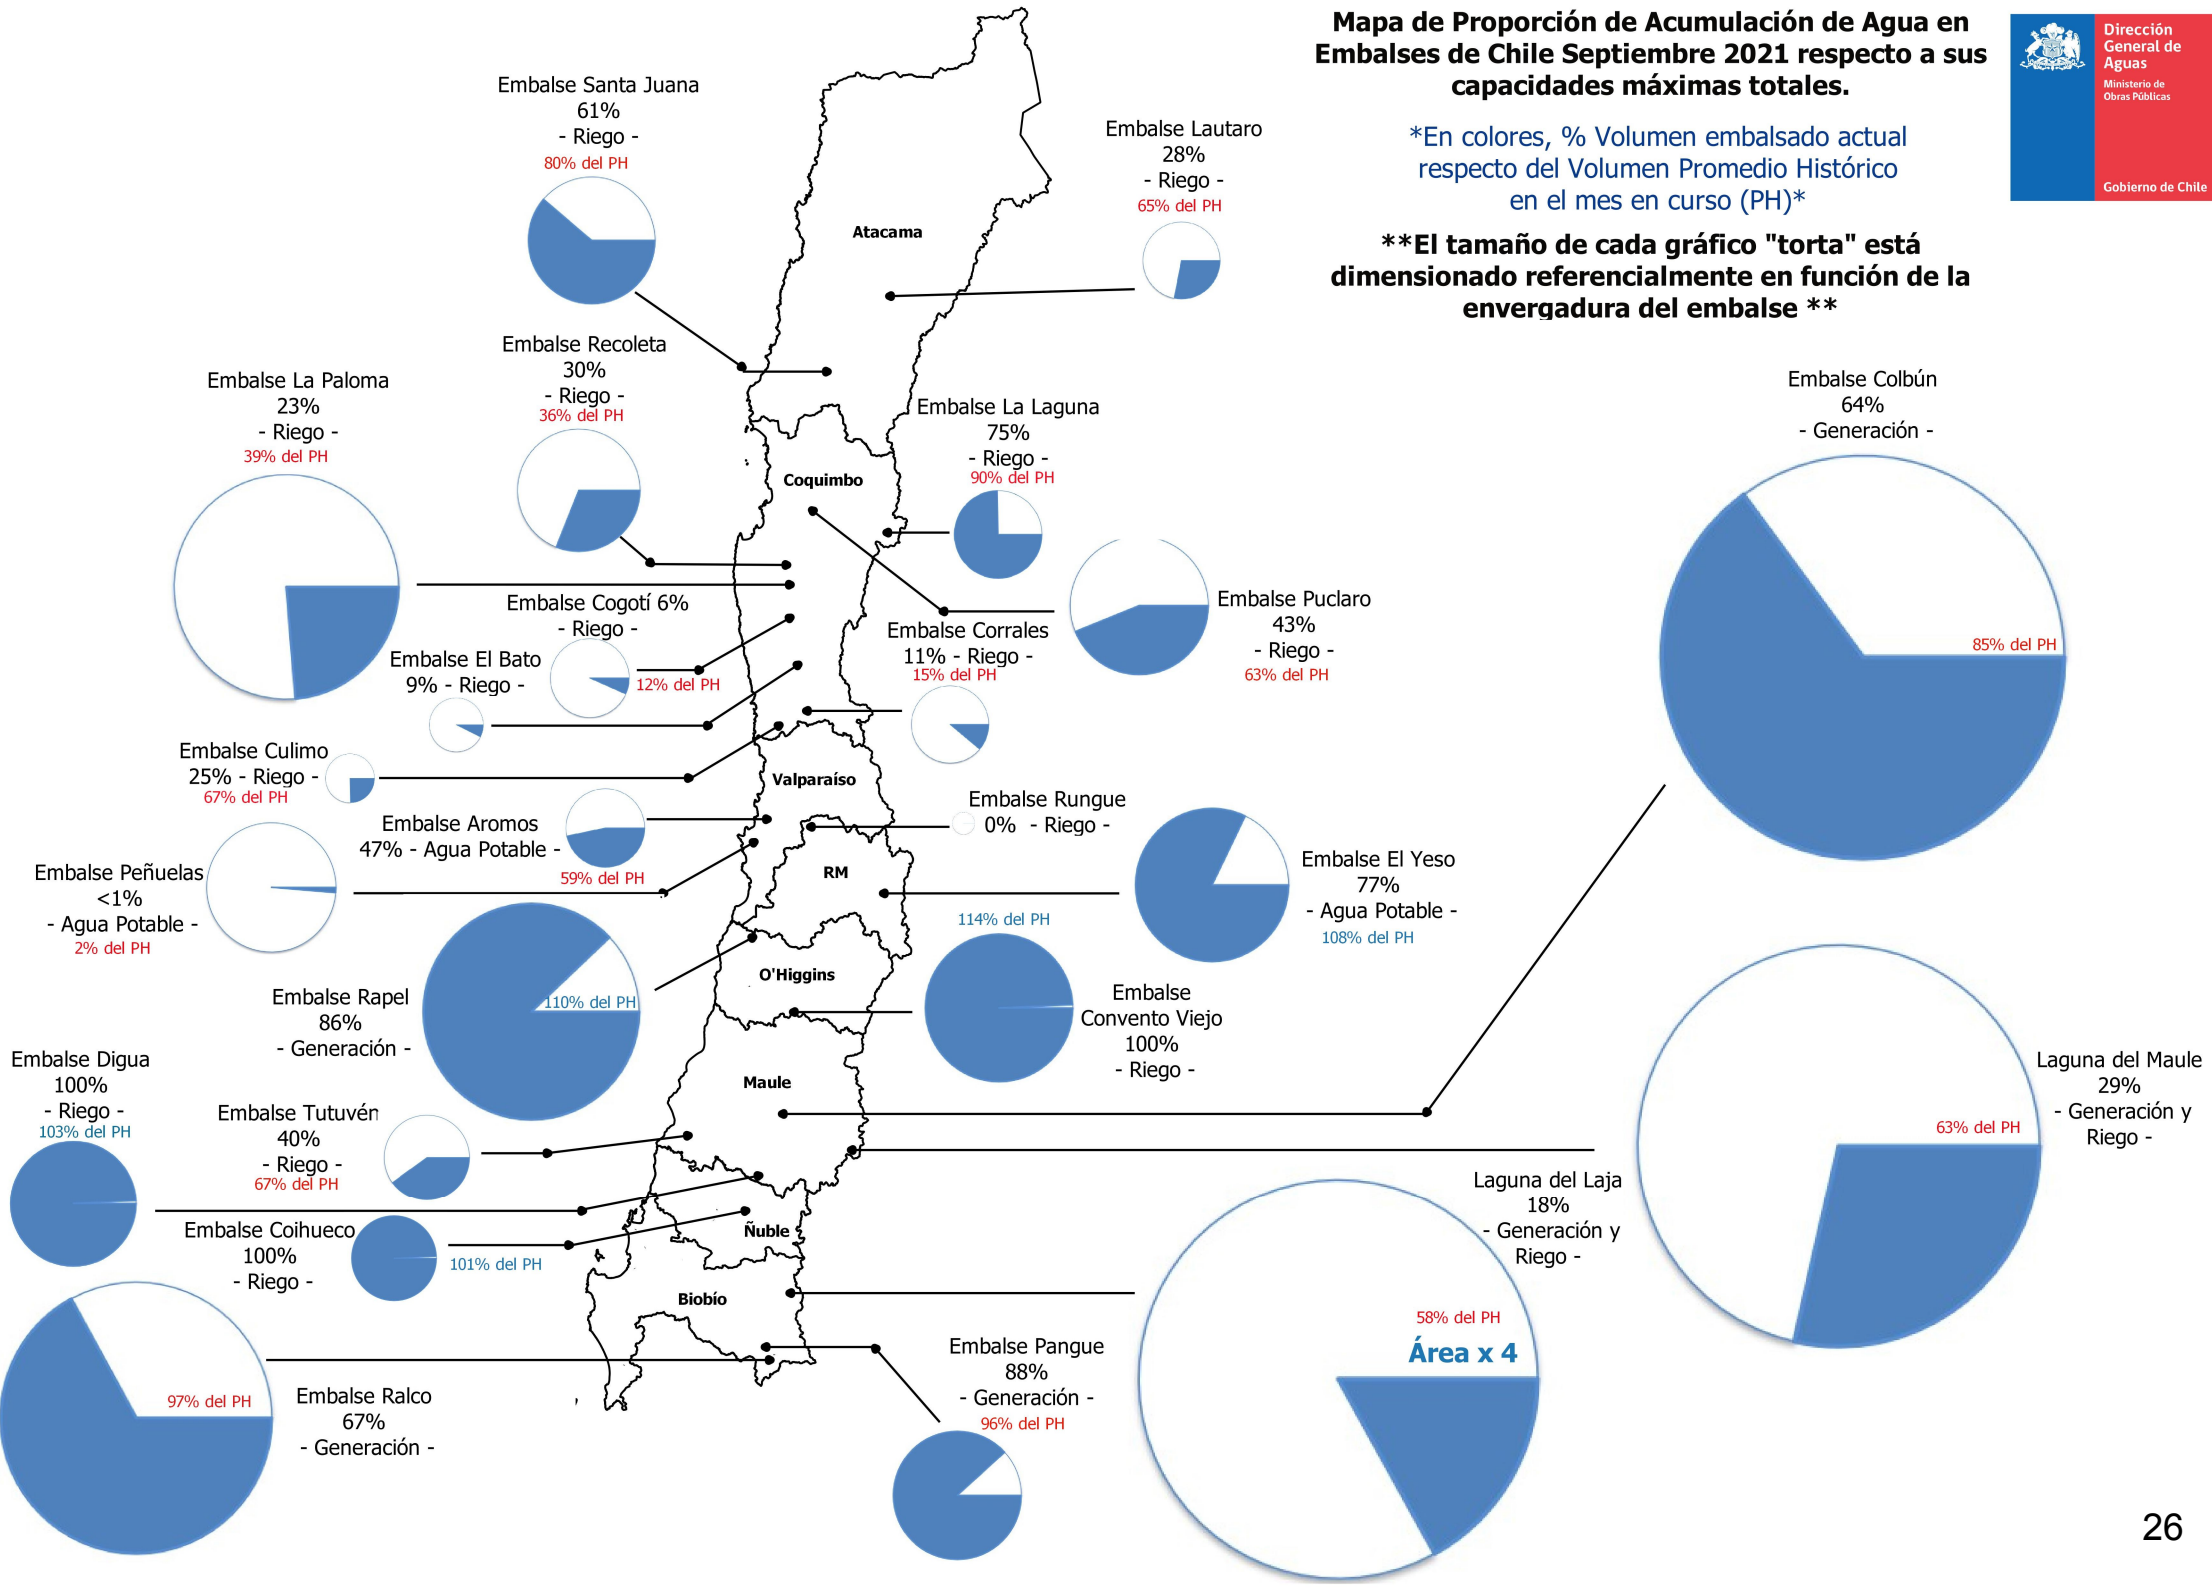 Mapa de Proporción de Acumulación de Agua en
Embalses de Chile Septiembre 2021 respecto a sus
capacidades máximas totales.
*En colores, % Volumen embalsado actual
respecto del Volumen Promedio Histórico
en el mes en curso (PH)*
**El tamaño de cada gráfico "torta" está
dimensionado referencialmente en función de la
envergadura del embalse **
Dirección
General de
Aguas
Ministerio de
Obras Públicas
Gobierno de Chile
Embalse Santa Juana
61%
- Riego -
80% del PH
Embalse Lautaro
28%
- Riego -
65% del PH
Atacama
Embalse Recoleta
30%
- Riego -
36% del PH
Embalse La Paloma
23%
- Riego -
39% del PH
Embalse La Laguna
75%
- Riego -
90% del PH
Embalse Colbún
64%
- Generación -
85% del PH
Coquimbo
Embalse Cogotí 6%
- Riego -
12% del PH
Embalse Puclaro
43%
- Riego -
63% del PH
Embalse El Bato
9% - Riego -
Embalse Corrales
11% - Riego -
15% del PH
Embalse Culimo
25% - Riego -
67% del PH
Valparaíso
Embalse Aromos
47% - Agua Potable -
59% del PH
Embalse Rungue
0% - Riego -
Embalse Peñuelas
<1%
- Agua Potable -
2% del PH
RM
Embalse El Yeso
77%
- Agua Potable -
108% del PH
Embalse Rapel
86%
- Generación -
110% del PH
O'Higgins
114% del PH
Embalse
Convento Viejo
100%
- Riego -
Embalse Digua
100%
- Riego -
103% del PH
Maule
Laguna del Maule
29%
- Generación y
Riego -
63% del PH
Embalse Tutuvén
40%
- Riego -
67% del PH
Laguna del Laja
18%
- Generación y
Riego -
58% del PH
Área x 4
Embalse Coihueco
100%
- Riego -
101% del PH
Ñuble
Biobío
Embalse Pangue
88%
- Generación -
96% del PH
97% del PH
Embalse Ralco
67%
- Generación -
26